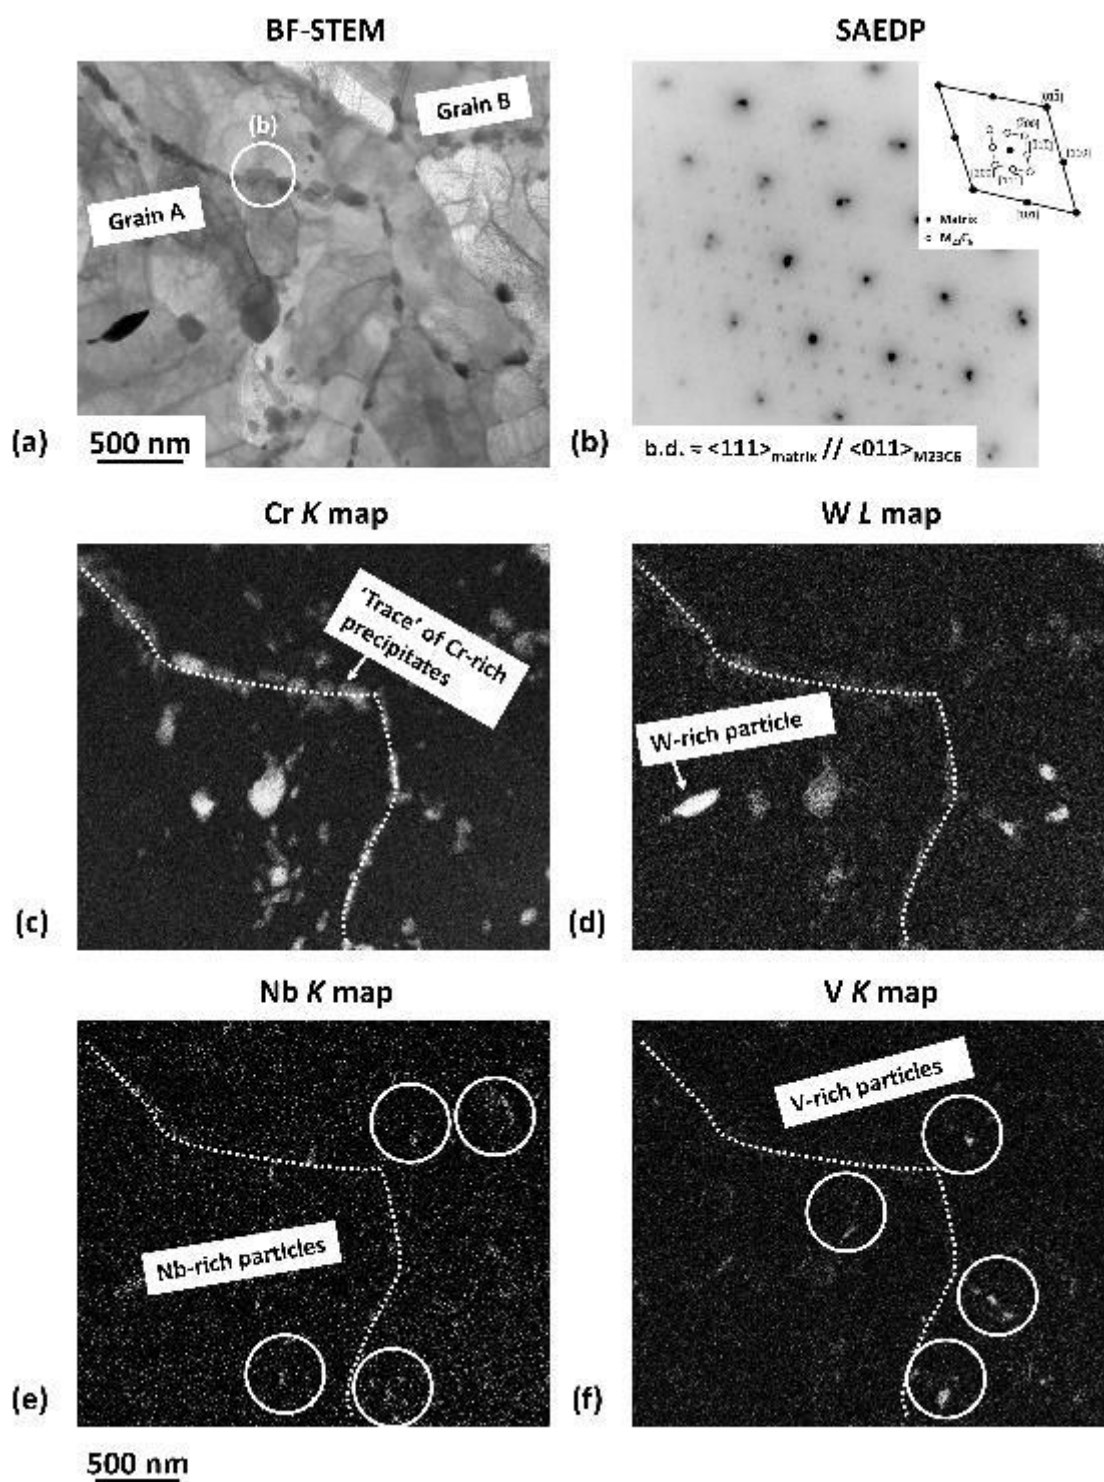 BF-STEM
SAEDP
Grain B
(b)
Grain A
Matrix
M23C6
(a)
500 nm
(b)
b.d. = <111>matrix // <011>M23C6
Cr K map
W L map
'Trace' of Cr-rich
precipitates
W-rich particle
(c)
(d)
Nb K map
V K map
V-rich particles
Nb-rich particles
(e)
(f)
500 nm